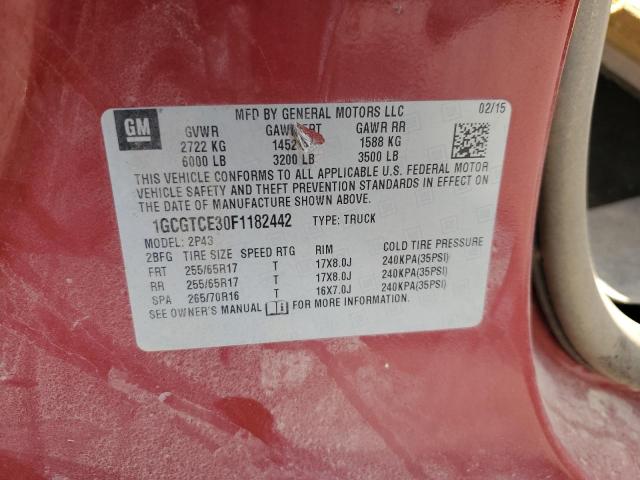 MFD BY GENERAL MOTORS LLC 02/15
GM
GVWR GAWR FRT GAWR RR
2722 KG 1452 1588 KG
6000 LB 3200 LB 3500 LB
THIS VEHICLE CONFORMS TO ALL APPLICABLE U.S. FEDERAL MOTOR
VEHICLE SAFETY AND THEFT PREVENTION STANDARDS IN EFFECT ON
THE DATE OF MANUFACTURE SHOWN ABOVE.
1GCGTCE30F1182442 TYPE: TRUCK
MODEL: 2P43
2BFG TIRE SIZE SPEED RTG RIM COLD TIRE PRESSURE
FRT 255/65R17 T 17X8.0J 240KPA(35PSI)
RR 255/65R17 T 17X8.0J 240KPA(35PSI)
SPA 265/70R16 T 16X7.0J 240KPA(35PSI)
SEE OWNER'S MANUAL FOR MORE INFORMATION.